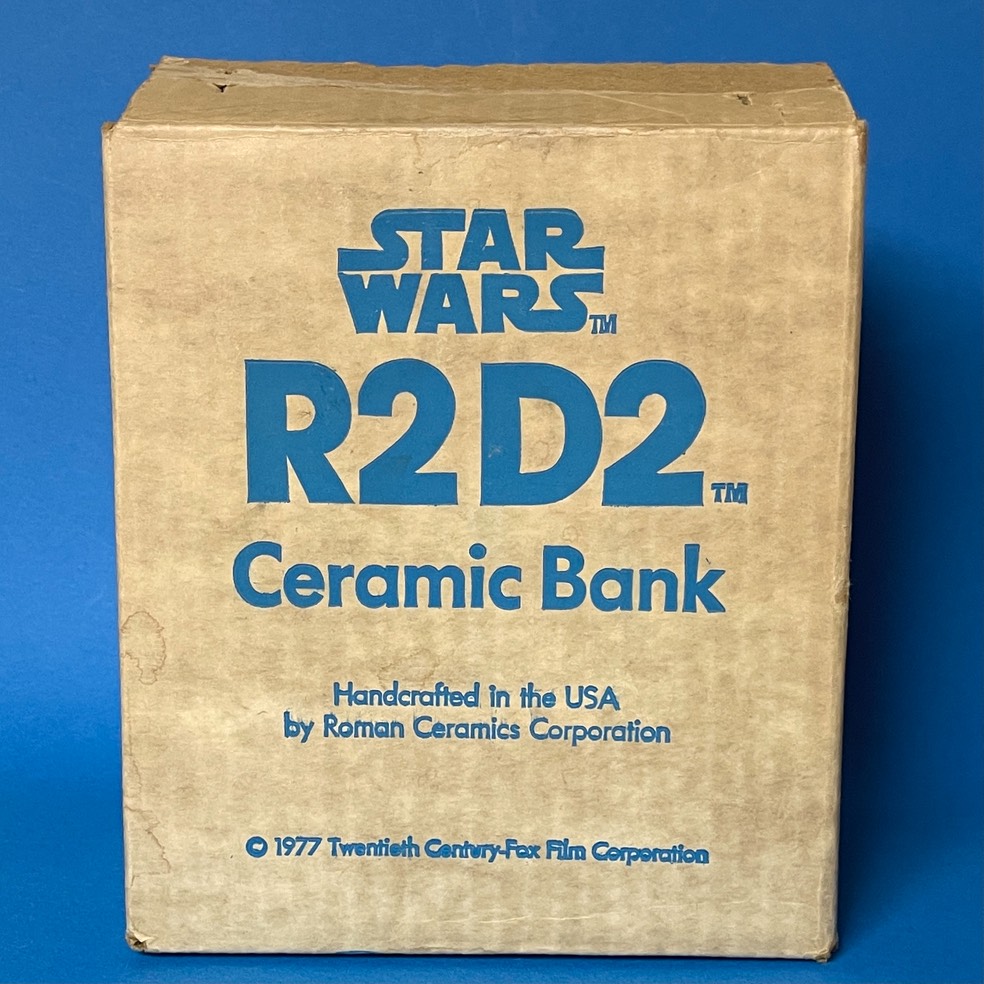 STAR
WARS™
R2D2™
Ceramic Bank
Handcrafted in the USA
by Roman Ceramics Corporation
© 1977 Twentieth Century-Fox Film Corporation